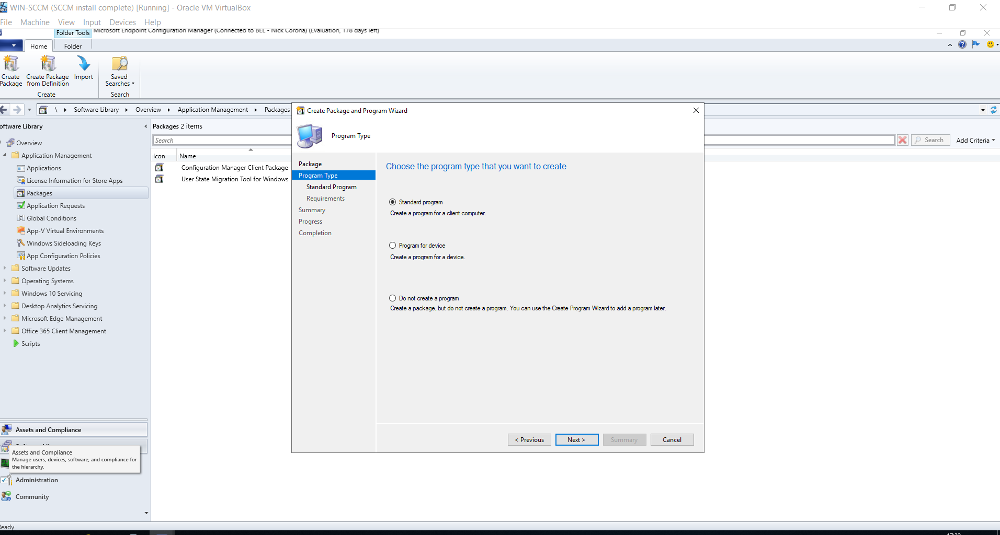 WIN-SCCM (SCCM install complete) [Running] - Oracle VM VirtualBox
File Machine View Input Devices Help
Folder Tools Microsoft Endpoint Configuration Manager (Connected to BEL - Nick Corona) (Evaluation, 178 days left)
Home Folder
Create Package
Create Package from Definition
Import
Saved Searches
Create Search
\ Software Library Overview Application Management Packages
oftware Library
Packages 2 items
Search
Search
Add Criteria
Icon Name
Configuration Manager Client Package
User State Migration Tool for Windows
Overview
Application Management
Applications
License Information for Store Apps
Packages
Application Requests
Global Conditions
App-V Virtual Environments
Windows Sideloading Keys
App Configuration Policies
Software Updates
Operating Systems
Windows 10 Servicing
Desktop Analytics Servicing
Microsoft Edge Management
Office 365 Client Management
Scripts
Assets and Compliance
Assets and Compliance
Manage users, devices, software, and compliance for
the hierarchy.
Administration
Community
eady
Create Package and Program Wizard
Program Type
Package
Program Type
Standard Program
Requirements
Summary
Progress
Completion
Choose the program type that you want to create
Standard program
Create a program for a client computer.
Program for device
Create a program for a device.
Do not create a program
Create a package, but do not create a program. You can use the Create Program Wizard to add a program later.
< Previous Next > Summary Cancel